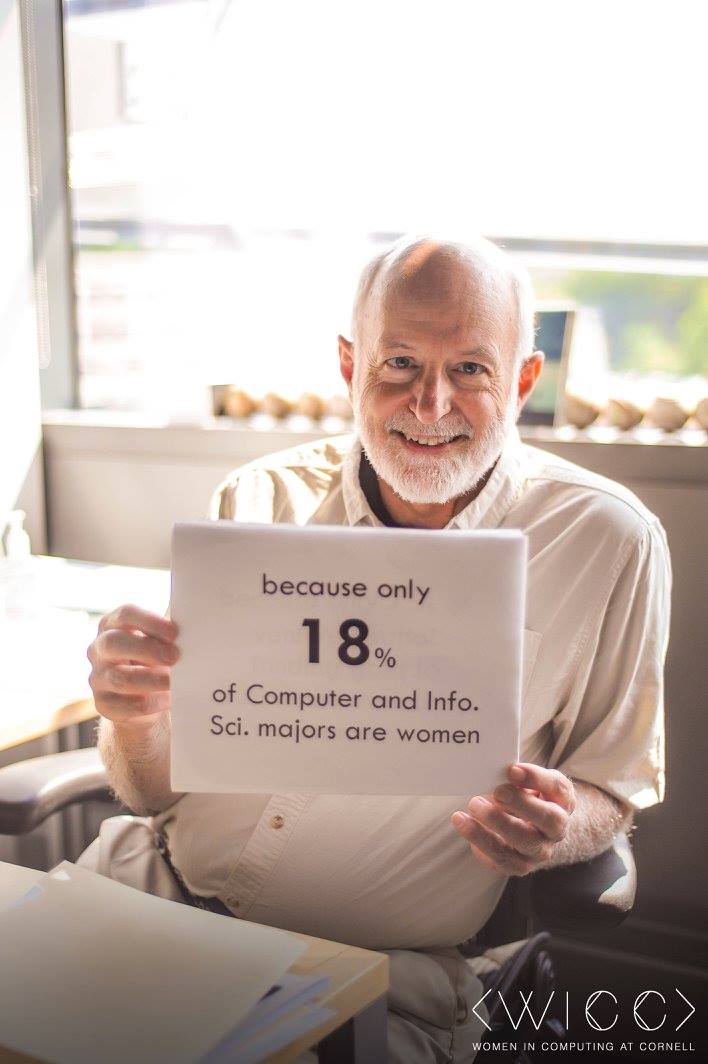 because only
18%
of Computer and Info.
Sci. majors are women
<WICC>
WOMEN IN COMPUTING AT CORNELL